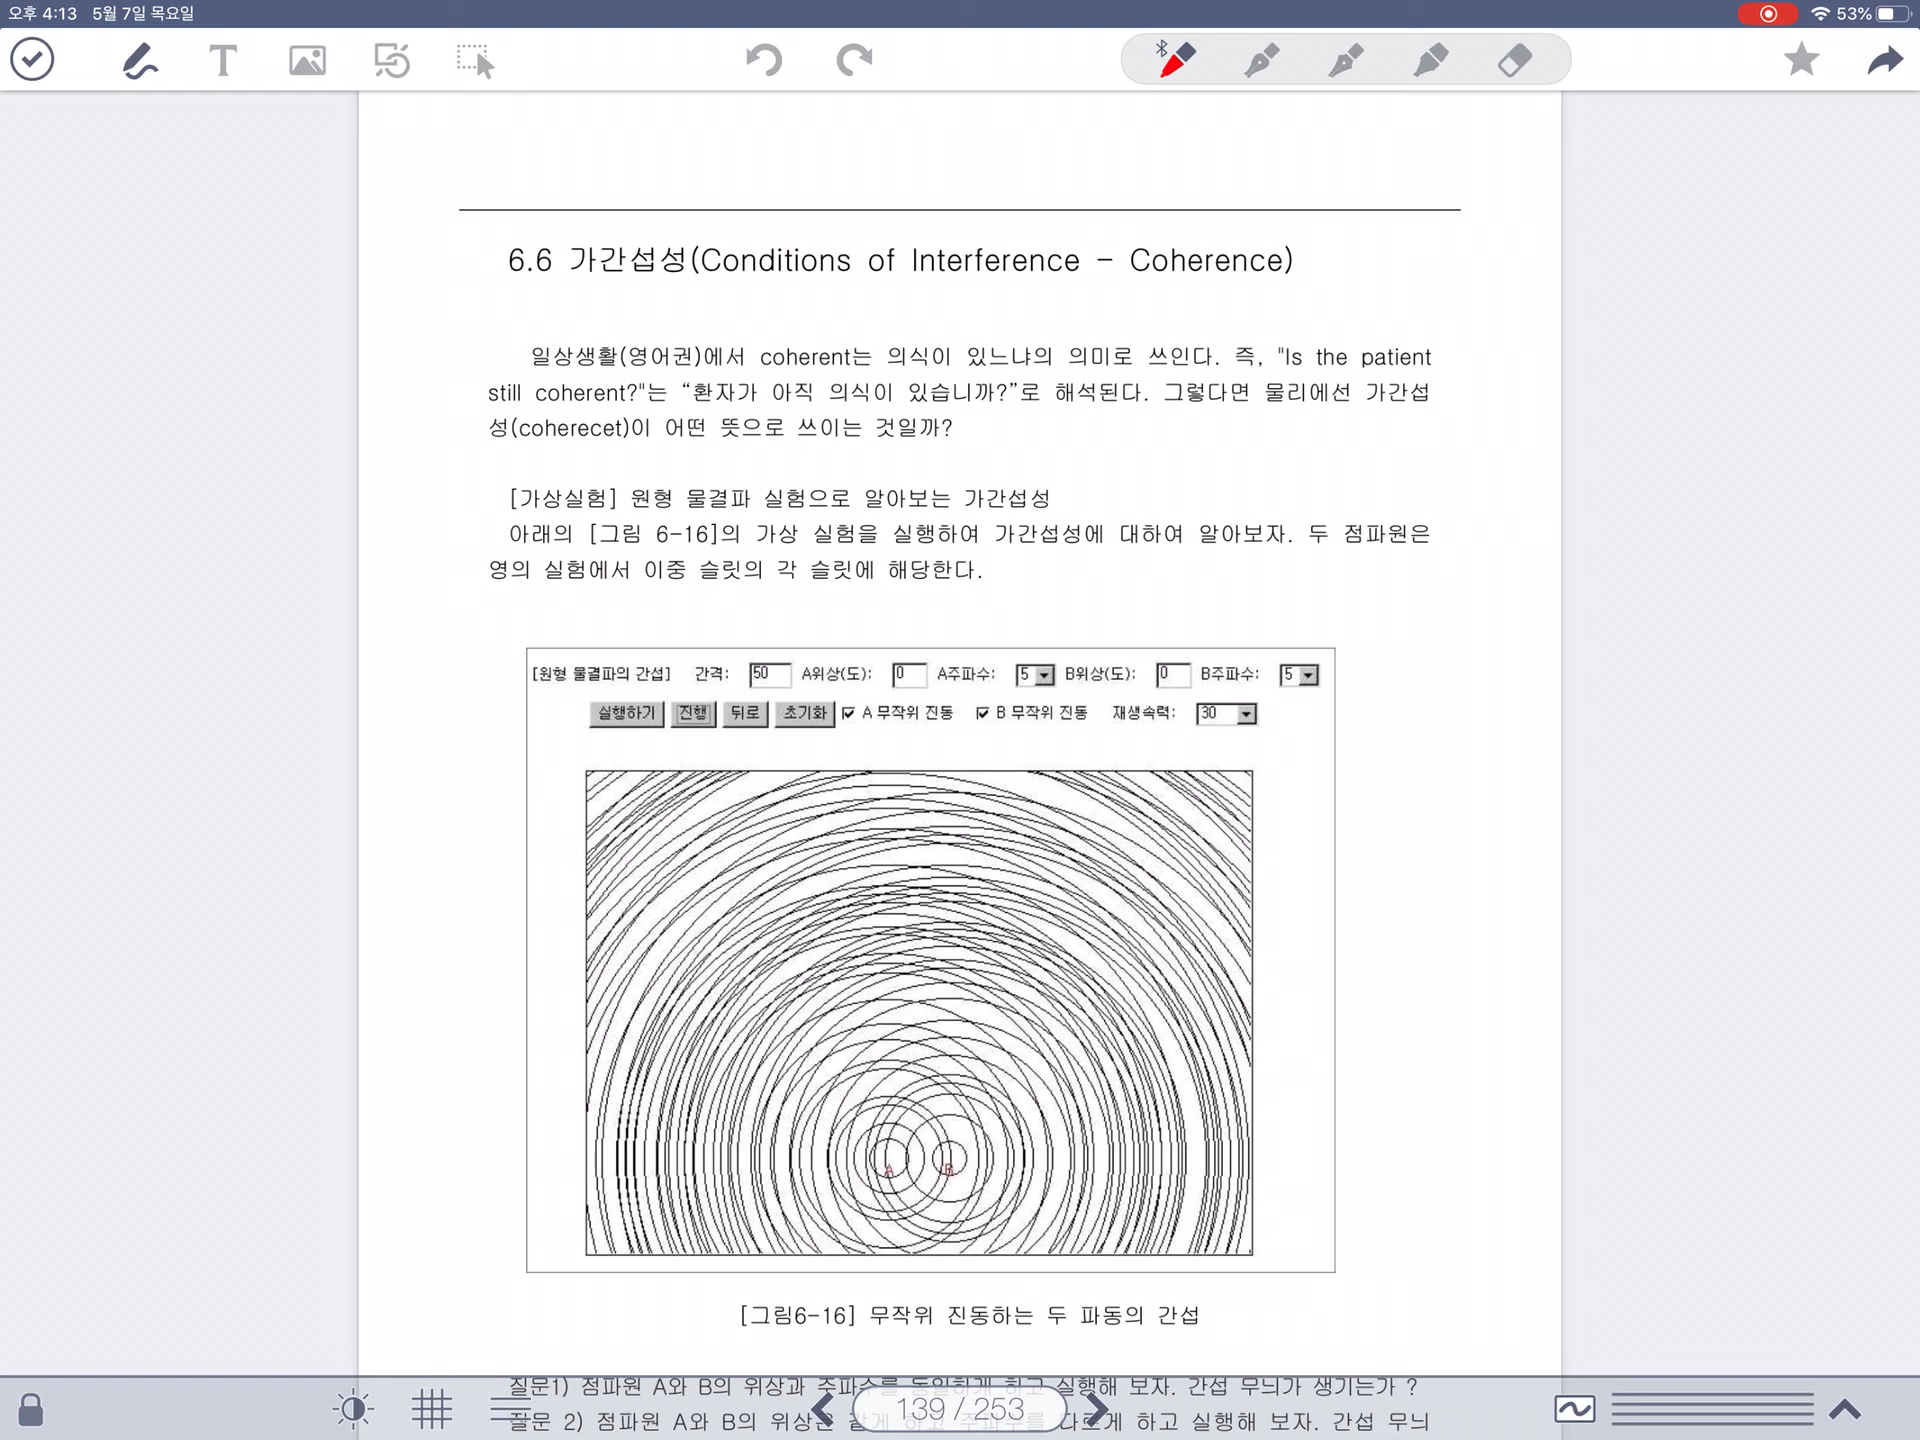 오후 4:13 5월 7일 목요일 53%
6.6 가간섭성(Conditions of Interference - Coherence)
일상생활(영어권)에서 coherent는 의식이 있느냐의 의미로 쓰인다. 즉, "Is the patient
still coherent?"는 “환자가 아직 의식이 있습니까?”로 해석된다. 그렇다면 물리에선 가간섭
성(coherecet)이 어떤 뜻으로 쓰이는 것일까?
[가상실험] 원형 물결파 실험으로 알아보는 가간섭성
아래의 [그림 6-16]의 가상 실험을 실행하여 가간섭성에 대하여 알아보자. 두 점파원은
영의 실험에서 이중 슬릿의 각 슬릿에 해당한다.
[원형 물결파의 간섭] 간격: 50 A위상(도): 0 A주파수: 5 B위상(도): 0 B주파수: 5
실행하기 진행 뒤로 초기화 A 무작위 진동 B 무작위 진동 재생속력: 30
A B
[그림6-16] 무작위 진동하는 두 파동의 간섭
질문1) 점파원 A와 B의 위상과 주파수를 동일하게 하고 실행해 보자. 간섭 무늬가 생기는가 ?
질문 2) 점파원 A와 B의 위상은 같게 하고 주파수를 다르게 하고 실행해 보자. 간섭 무늬
139 / 253